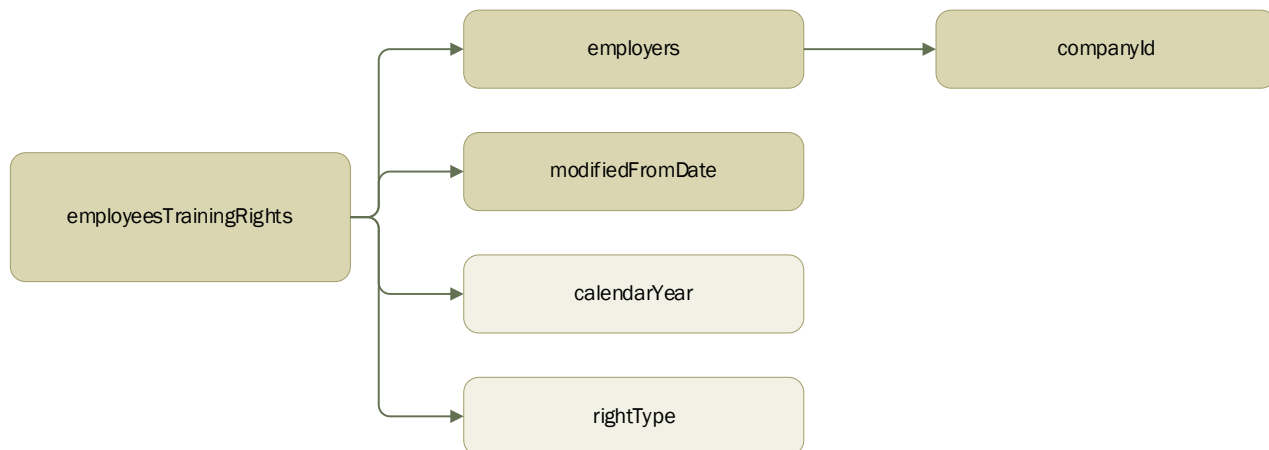 employers
companyId
modifiedFromDate
employeesTrainingRights
calendarYear
rightType